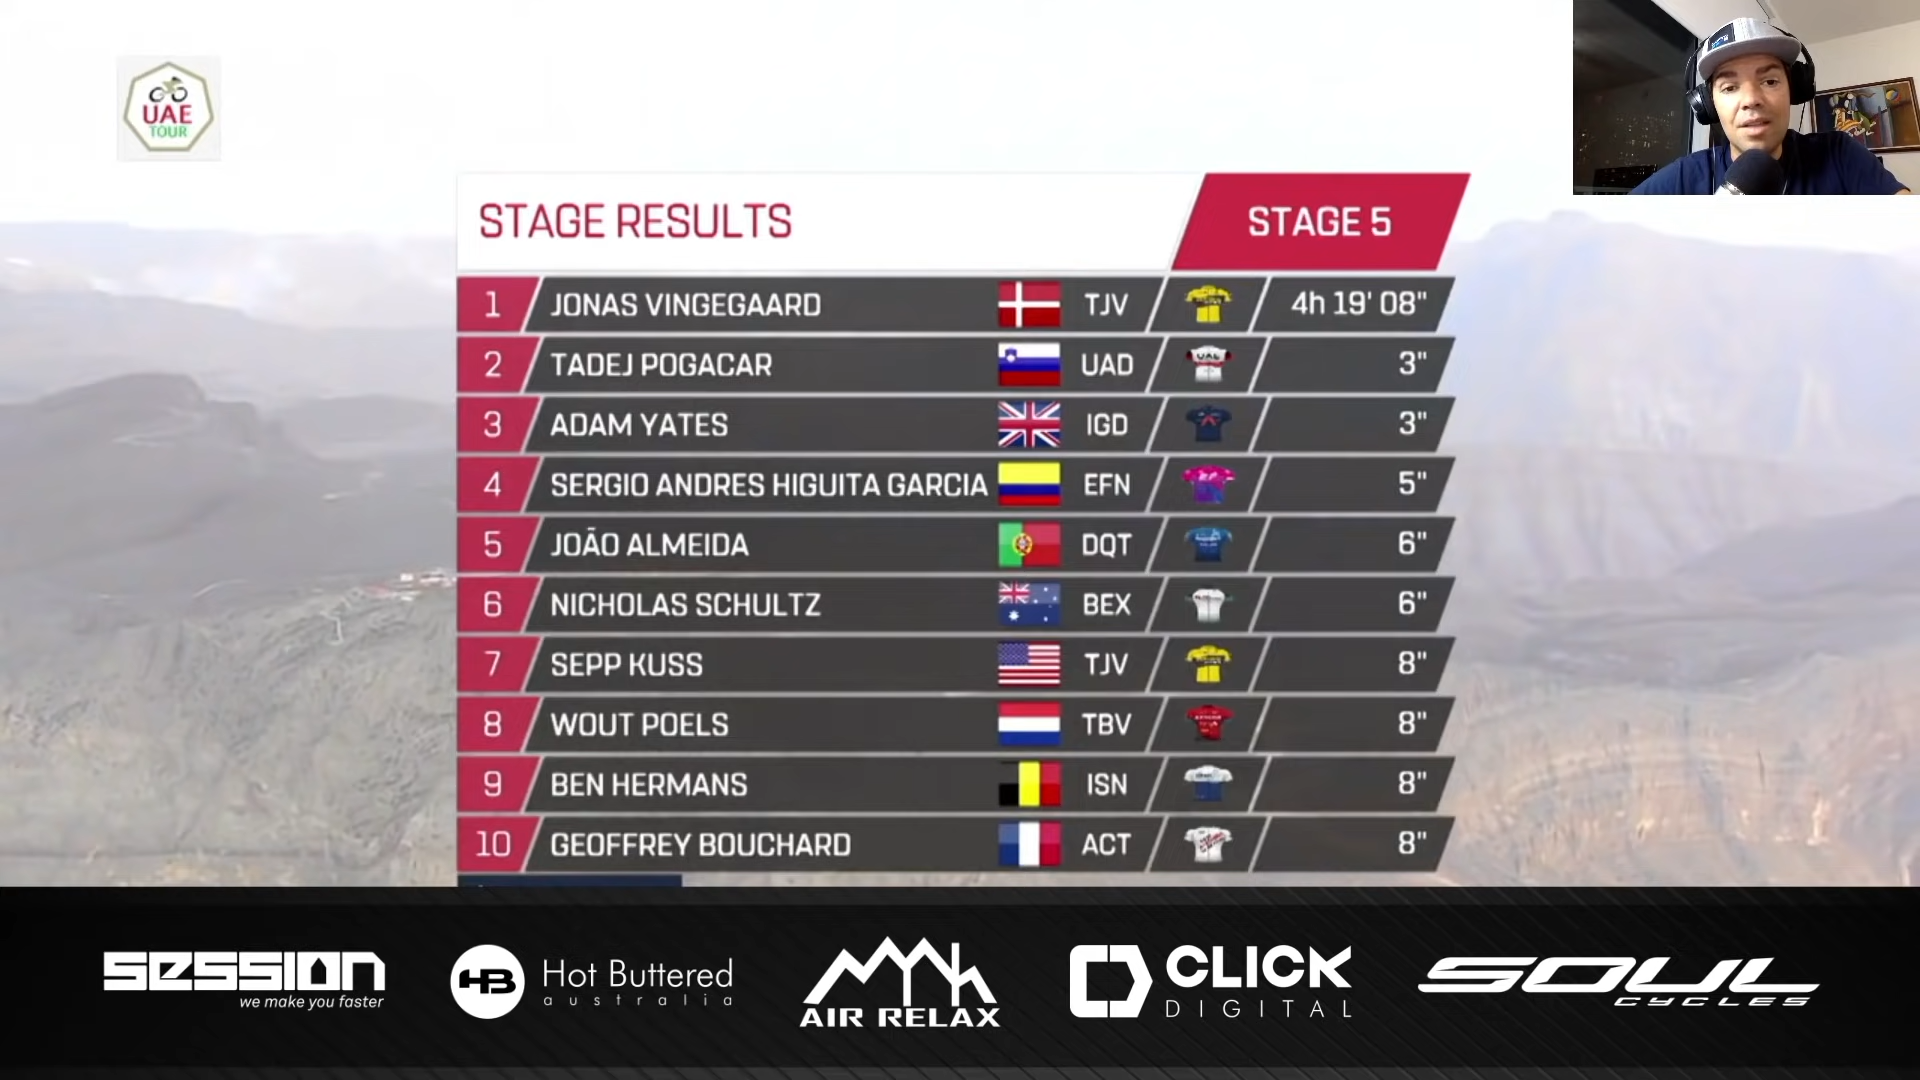 UAE
TOUR
STAGE RESULTS
STAGE 5
1 JONAS VINGEGAARD TJV 4h 19' 08"
2 TADEJ POGACAR UAD UAE 3"
3 ADAM YATES IGD 3"
4 SERGIO ANDRES HIGUITA GARCIA EFN 5"
5 JOÃO ALMEIDA DQT 6"
6 NICHOLAS SCHULTZ BEX 6"
7 SEPP KUSS TJV 8"
8 WOUT POELS TBV 8"
9 BEN HERMANS ISN 8"
10 GEOFFREY BOUCHARD ACT 8"
SESSION
we make you faster
HB Hot Buttered
australia
AIR RELAX
CLICK
DIGITAL
SOUL
CYCLES